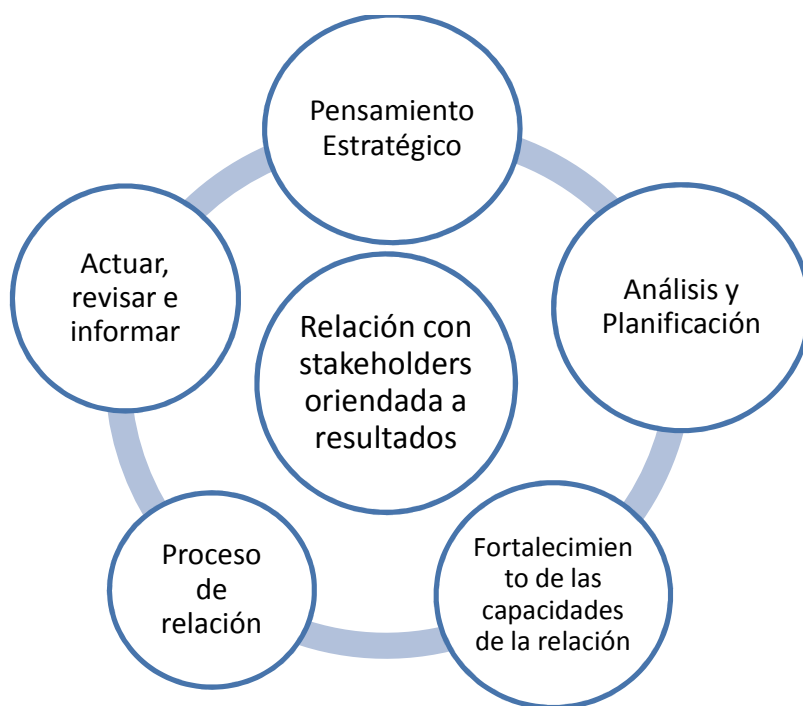 Pensamiento
Estratégico
Análisis y
Planificación
Fortalecimien
to de las
capacidades
de la relación
Proceso
de
relación
Actuar,
revisar e
informar
Relación con
stakeholders
oriendada a
resultados